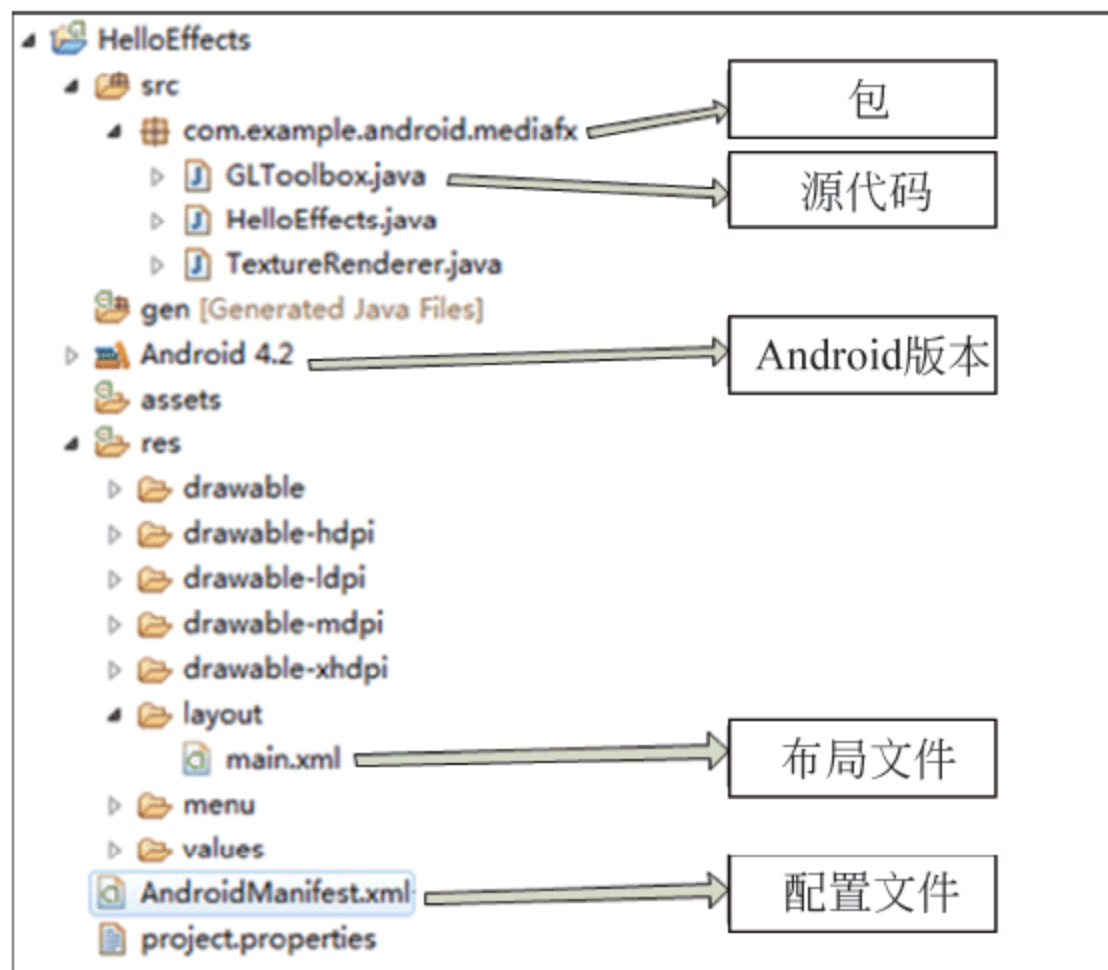 HelloEffects
src
com.example.android.mediafx
包
GLToolbox.java
源代码
HelloEffects.java
TextureRenderer.java
gen [Generated Java Files]
Android 4.2
Android版本
assets
res
drawable
drawable-hdpi
drawable-ldpi
drawable-mdpi
drawable-xhdpi
layout
main.xml
布局文件
menu
values
AndroidManifest.xml
配置文件
project.properties